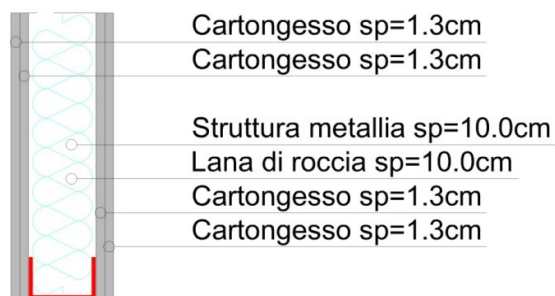 Cartongesso sp=1.3cm
Cartongesso sp=1.3cm
Struttura metallia sp=10.0cm
Lana di roccia sp=10.0cm
Cartongesso sp=1.3cm
Cartongesso sp=1.3cm